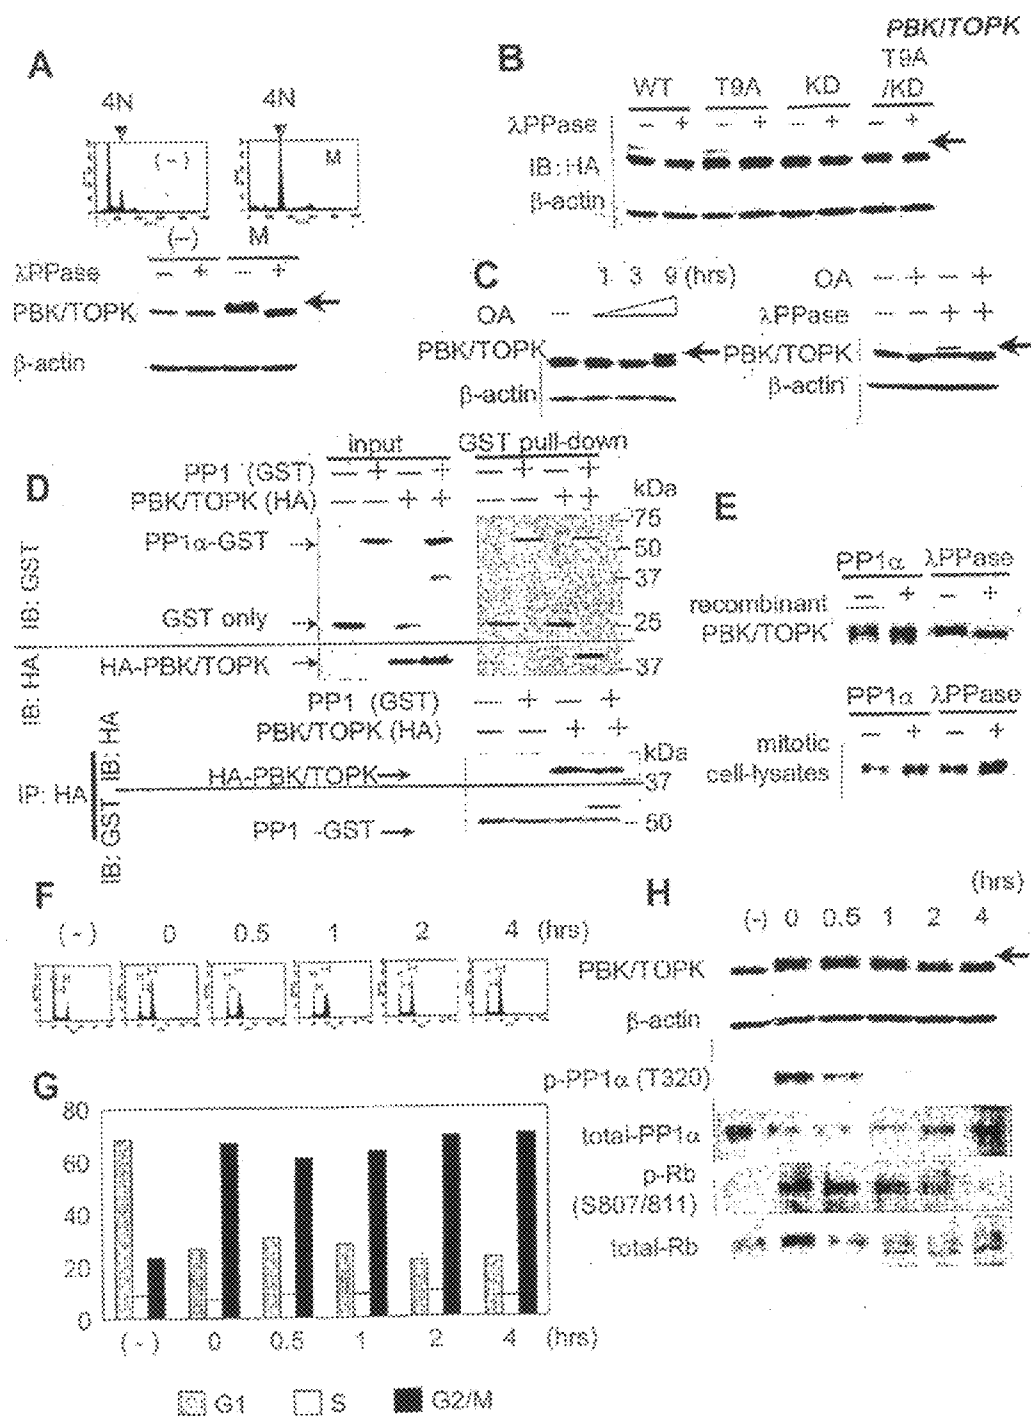 PBK/TOPK
A
B
4N
4N
(-)
M
WT
T9A
KD
T9A
/KD
λPPase
- + - + - + - +
IB: HA
β-actin
(-)
M
λPPase
- + - +
PBK/TOPK
β-actin
C
1 3 9 (hrs)
OA
PBK/TOPK
β-actin
OA
- + - +
λPPase
- - + +
PBK/TOPK
β-actin
D
input
GST pull-down
PP1 (GST)
- + - + - + - +
PBK/TOPK (HA)
- - + + - - + +
kDa
IB: GST
PP1α-GST
75
50
37
GST only
25
IB: HA
HA-PBK/TOPK
37
PP1 (GST)
- + - +
PBK/TOPK (HA)
- - + +
kDa
IP: HA
IB: HA
HA-PBK/TOPK
37
IB: GST
PP1 -GST
50
E
PP1α
λPPase
- + - +
recombinant
PBK/TOPK
PP1α
λPPase
- + - +
mitotic
cell-lysates
F
(-) 0 0.5 1 2 4 (hrs)
G
80
60
40
20
0
(-) 0 0.5 1 2 4 (hrs)
G1
S
G2/M
H
(hrs)
(-) 0 0.5 1 2 4
PBK/TOPK
β-actin
p-PP1α (T320)
total-PP1α
p-Rb
(S807/811)
total-Rb